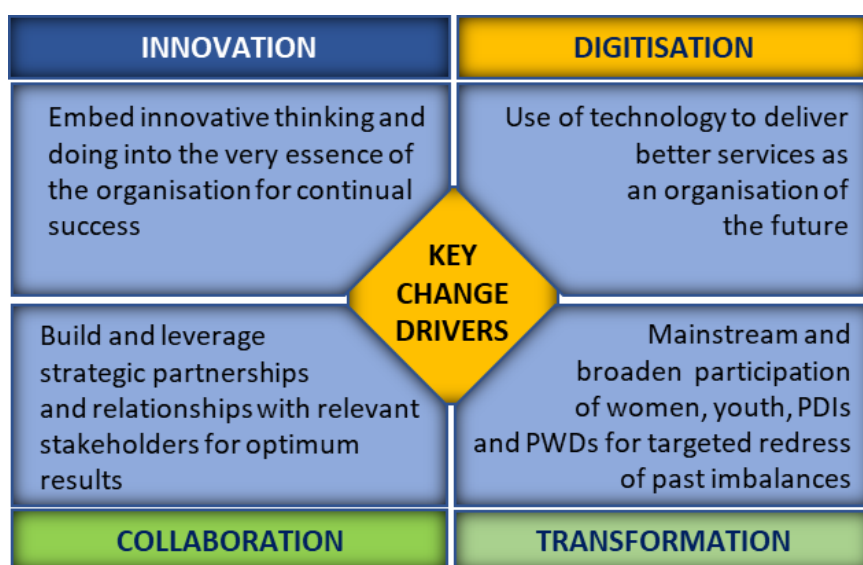 INNOVATION
Embed innovative thinking and
doing into the very essence of
the organisation for continual
success
DIGITISATION
Use of technology to deliver
better services as
an organisation of
the future
KEY
CHANGE
DRIVERS
Build and leverage
strategic partnerships
and relationships with relevant
stakeholders for optimum
results
COLLABORATION
Mainstream and
broaden participation
of women, youth, PDIs
and PWDs for targeted redress
of past imbalances
TRANSFORMATION